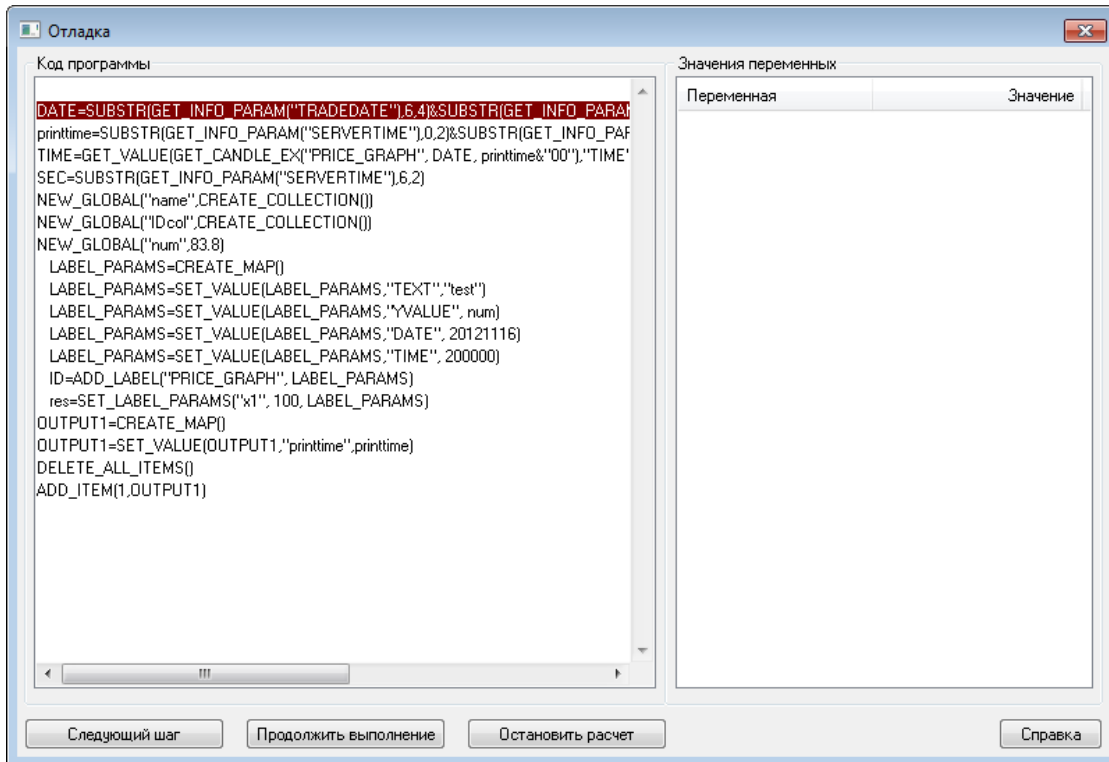 Отладка
Код программы
DATE=SUBSTR(GET_INFO_PARAM("TRADEDATE"),6,4)&SUBSTR(GET_INFO_PARAM
printtime=SUBSTR(GET_INFO_PARAM("SERVERTIME"),0,2)&SUBSTR(GET_INFO_PAR
TIME=GET_VALUE(GET_CANDLE_EX("PRICE_GRAPH", DATE, printtime&"00"),"TIME"
SEC=SUBSTR(GET_INFO_PARAM("SERVERTIME"),6,2)
NEW_GLOBAL("name",CREATE_COLLECTION())
NEW_GLOBAL("IDcol",CREATE_COLLECTION())
NEW_GLOBAL("num",83.8)
LABEL_PARAMS=CREATE_MAP()
LABEL_PARAMS=SET_VALUE(LABEL_PARAMS,"TEXT","test")
LABEL_PARAMS=SET_VALUE(LABEL_PARAMS,"YVALUE", num)
LABEL_PARAMS=SET_VALUE(LABEL_PARAMS,"DATE", 20121116)
LABEL_PARAMS=SET_VALUE(LABEL_PARAMS,"TIME", 200000)
ID=ADD_LABEL("PRICE_GRAPH", LABEL_PARAMS)
res=SET_LABEL_PARAMS("x1", 100, LABEL_PARAMS)
OUTPUT1=CREATE_MAP()
OUTPUT1=SET_VALUE(OUTPUT1,"printtime",printtime)
DELETE_ALL_ITEMS()
ADD_ITEM(1,OUTPUT1)
Значения переменных
Переменная Значение
Следующий шаг Продолжить выполнение Остановить расчет Справка